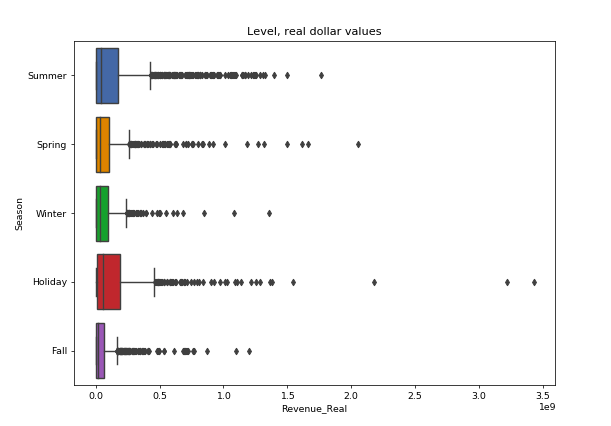 Level, real dollar values
Season
Summer
Spring
Winter
Holiday
Fall
0.0 0.5 1.0 1.5 2.0 2.5 3.0 3.5
1e9
Revenue_Real